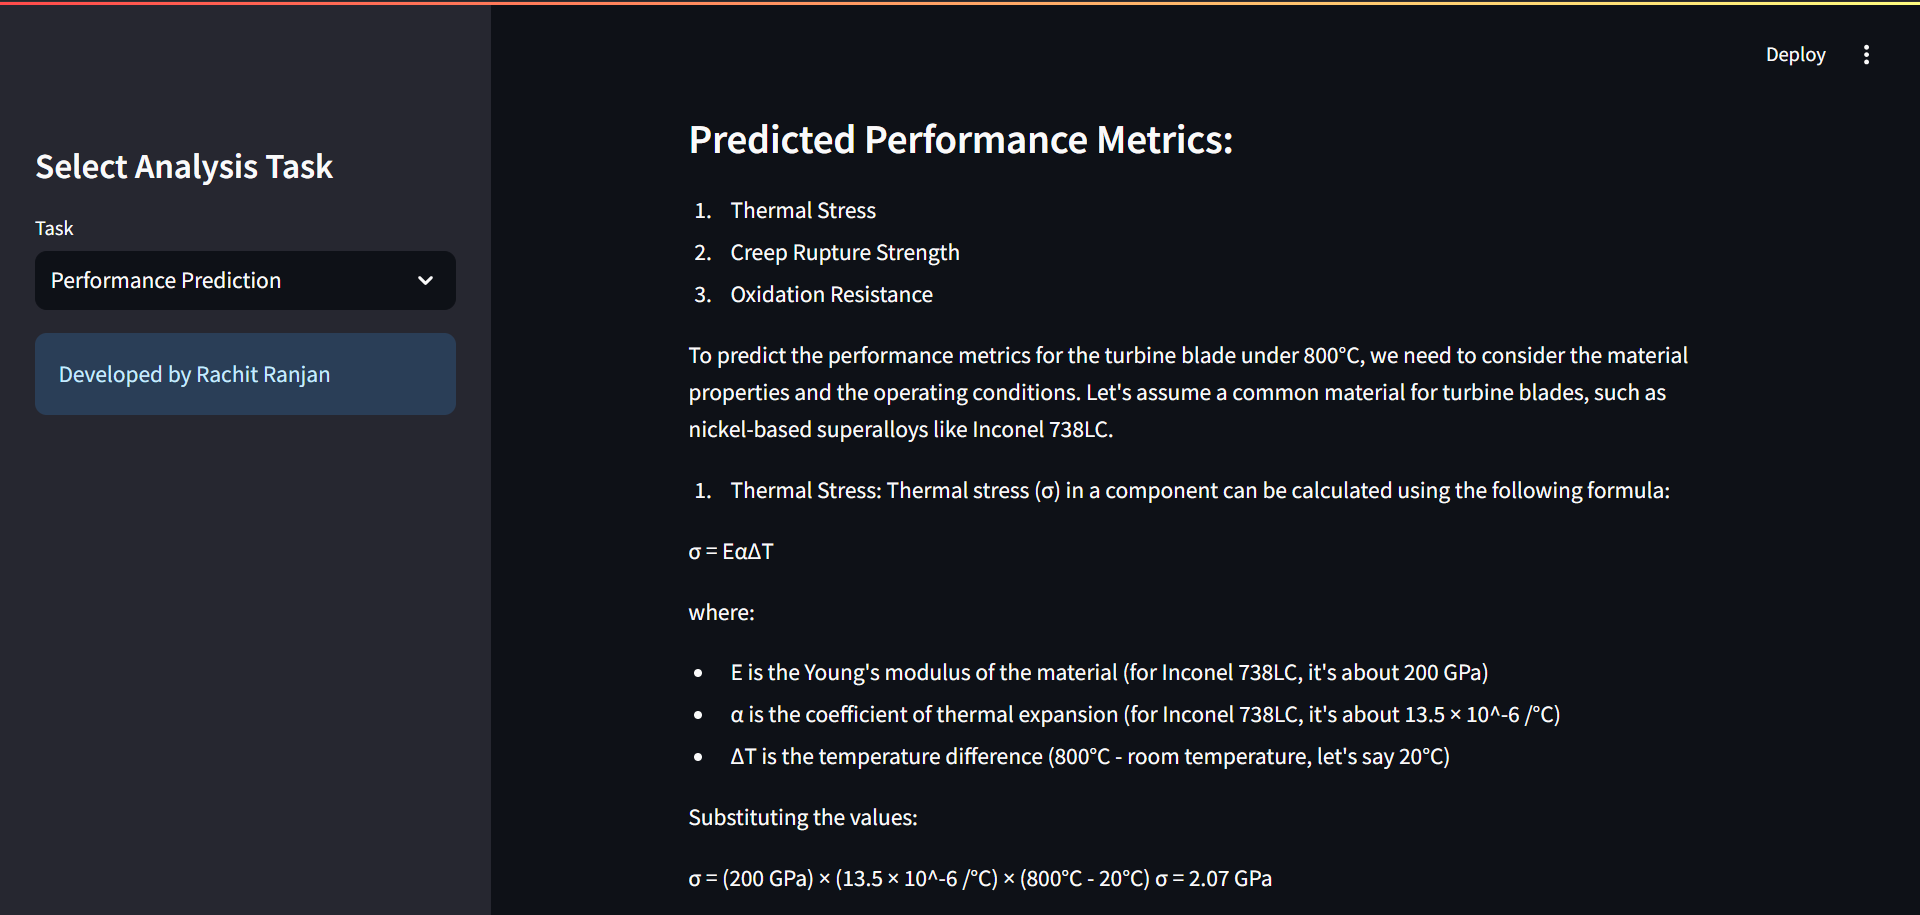 Deploy
Select Analysis Task
Task
Performance Prediction
Developed by Rachit Ranjan
Predicted Performance Metrics:
1. Thermal Stress
2. Creep Rupture Strength
3. Oxidation Resistance
To predict the performance metrics for the turbine blade under 800°C, we need to consider the material
properties and the operating conditions. Let's assume a common material for turbine blades, such as
nickel-based superalloys like Inconel 738LC.
1. Thermal Stress: Thermal stress (σ) in a component can be calculated using the following formula:
σ = EαΔT
where:
• E is the Young's modulus of the material (for Inconel 738LC, it's about 200 GPa)
• α is the coefficient of thermal expansion (for Inconel 738LC, it's about 13.5 × 10^-6 /°C)
• ΔT is the temperature difference (800°C - room temperature, let's say 20°C)
Substituting the values:
σ = (200 GPa) × (13.5 × 10^-6 /°C) × (800°C - 20°C) σ = 2.07 GPa